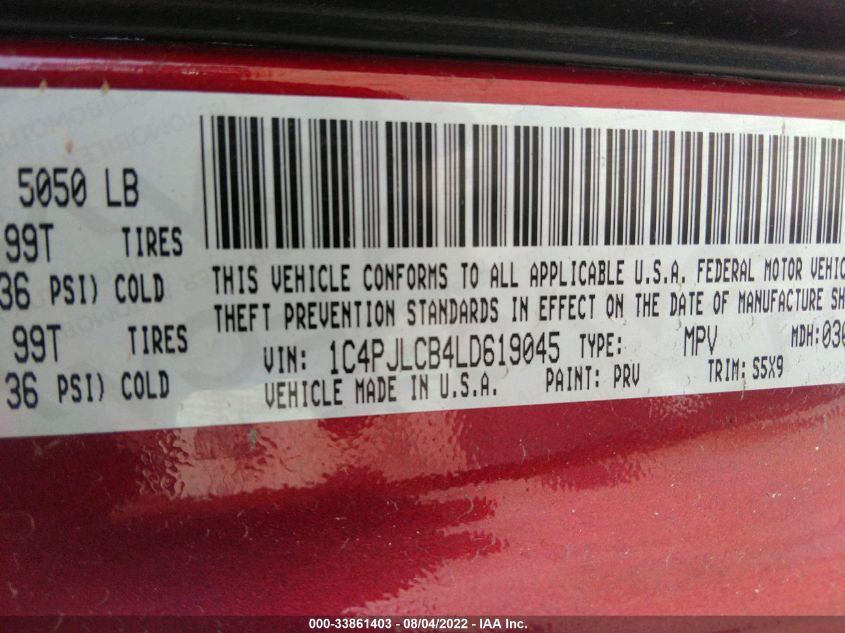 5050 LB
99T TIRES
36 PSI) COLD
99T TIRES
36 PSI) COLD
THIS VEHICLE CONFORMS TO ALL APPLICABLE U.S.A. FEDERAL MOTOR VEHIC
THEFT PREVENTION STANDARDS IN EFFECT ON THE DATE OF MANUFACTURE SH
VIN: 1C4PJLCB4LD619045 TYPE: MPV MDH:030
VEHICLE MADE IN U.S.A. PAINT: PRV TRIM: S5X9
000-33861403 - 08/04/2022 - IAA Inc.